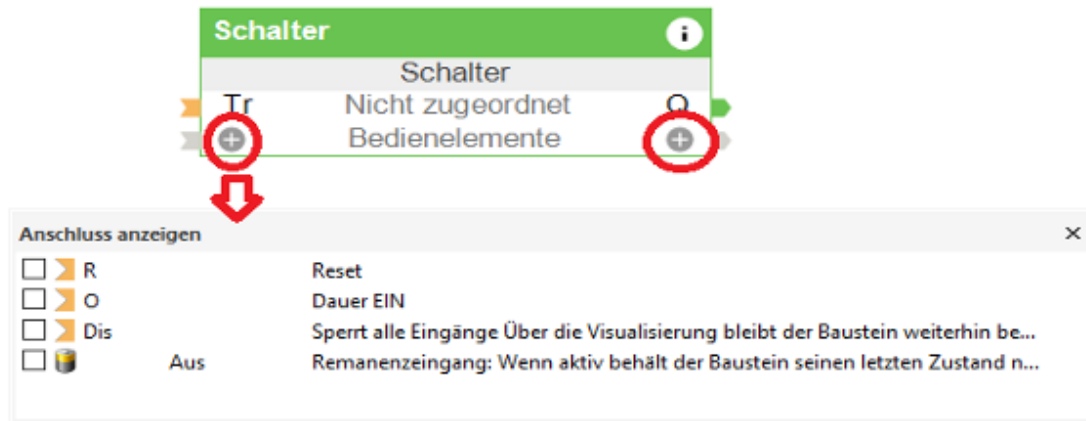 Schalter i
Schalter
Tr Nicht zugeordnet Q
Bedienelemente
Anschluss anzeigen
R Reset
O Dauer EIN
Dis Sperrt alle Eingänge Über die Visualisierung bleibt der Baustein weiterhin be...
Aus Remanenzeingang: Wenn aktiv behält der Baustein seinen letzten Zustand n...